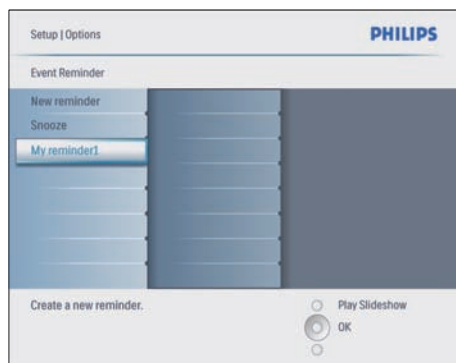 Setup | Options
PHILIPS
Event Reminder
New reminder
Snooze
My reminder1
Create a new reminder.
Play Slideshow
OK